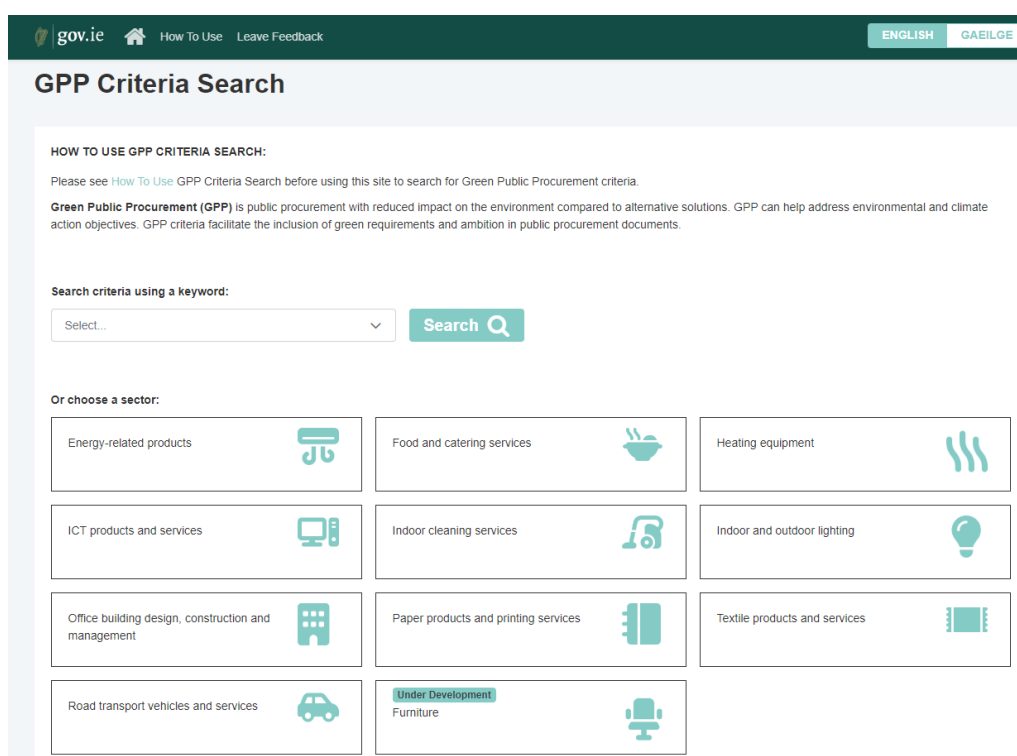 gov.ie How To Use Leave Feedback ENGLISH GAEILGE
GPP Criteria Search
HOW TO USE GPP CRITERIA SEARCH:
Please see How To Use GPP Criteria Search before using this site to search for Green Public Procurement criteria.
Green Public Procurement (GPP) is public procurement with reduced impact on the environment compared to alternative solutions. GPP can help address environmental and climate
action objectives. GPP criteria facilitate the inclusion of green requirements and ambition in public procurement documents.
Search criteria using a keyword:
Select... Search
Or choose a sector:
Energy-related products
Food and catering services
Heating equipment
ICT products and services
Indoor cleaning services
Indoor and outdoor lighting
Office building design, construction and
management
Paper products and printing services
Textile products and services
Road transport vehicles and services
Under Development
Furniture